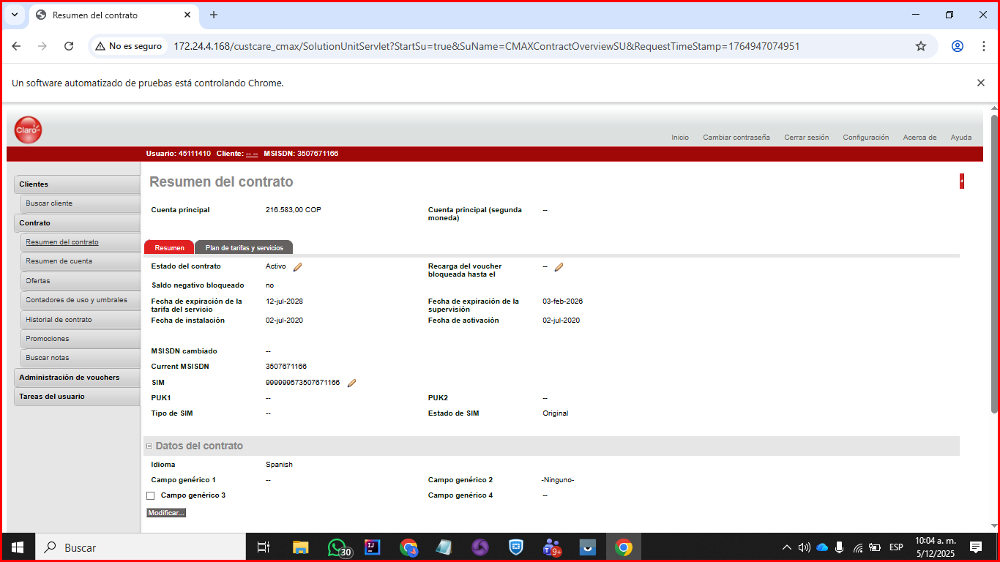 Resumen del contrato
No es seguro
172.24.4.168/custcare_cmax/SolutionUnitServlet?StartSu=true&SuName=CMAXContractOverviewSU&RequestTimeStamp=1764947074951
Un software automatizado de pruebas está controlando Chrome.
Claro
Inicio Cambiar contraseña Cerrar sesión Configuración Acerca de Ayuda
Usuario: 45111410 Cliente: -- -- MSISDN: 3507671166
Clientes
Buscar cliente
Contrato
Resumen del contrato
Resumen de cuenta
Ofertas
Contadores de uso y umbrales
Historial de contrato
Promociones
Buscar notas
Administración de vouchers
Tareas del usuario
Resumen del contrato
Cuenta principal 216.583,00 COP Cuenta principal (segunda moneda) --
Resumen Plan de tarifas y servicios
Estado del contrato Activo Recarga del voucher bloqueada hasta el --
Saldo negativo bloqueado no
Fecha de expiración de la tarifa del servicio 12-jul-2028 Fecha de expiración de la supervisión 03-feb-2026
Fecha de instalación 02-jul-2020 Fecha de activación 02-jul-2020
MSISDN cambiado --
Current MSISDN 3507671166
SIM 999999573507671166
PUK1 -- PUK2 --
Tipo de SIM -- Estado de SIM Original
Datos del contrato
Idioma Spanish
Campo genérico 1 -- Campo genérico 2 -Ninguno-
Campo genérico 3 Campo genérico 4 --
Modificar...
Buscar
30
9+
ESP
10:04 a. m.
5/12/2025